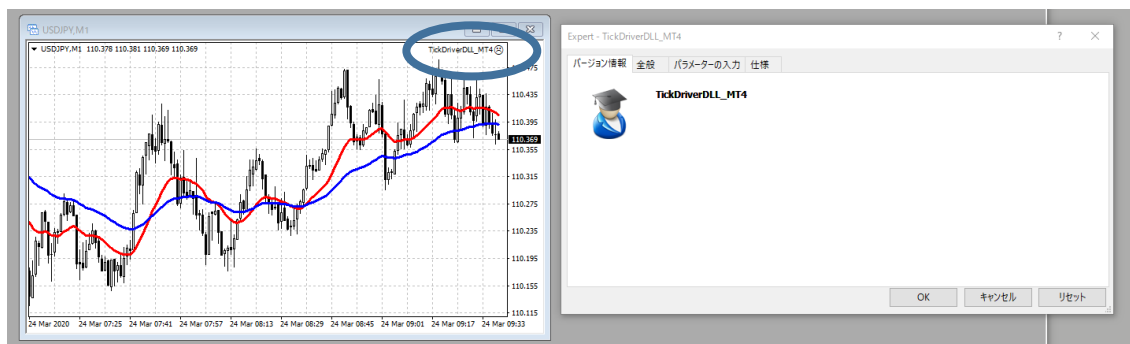 USDJPY,M1
USDJPY,M1 110.378 110.381 110.369 110.369
TickDriverDLL_MT4
110.435
110.395
110.369
110.355
110.315
110.275
110.235
110.195
110.155
110.115
24 Mar 2020 24 Mar 07:25 24 Mar 07:41 24 Mar 07:57 24 Mar 08:13 24 Mar 08:29 24 Mar 08:45 24 Mar 09:01 24 Mar 09:17 24 Mar 09:33
Expert - TickDriverDLL_MT4
バージョン情報 全般 パラメーターの入力 仕様
TickDriverDLL_MT4
OK キャンセル リセット